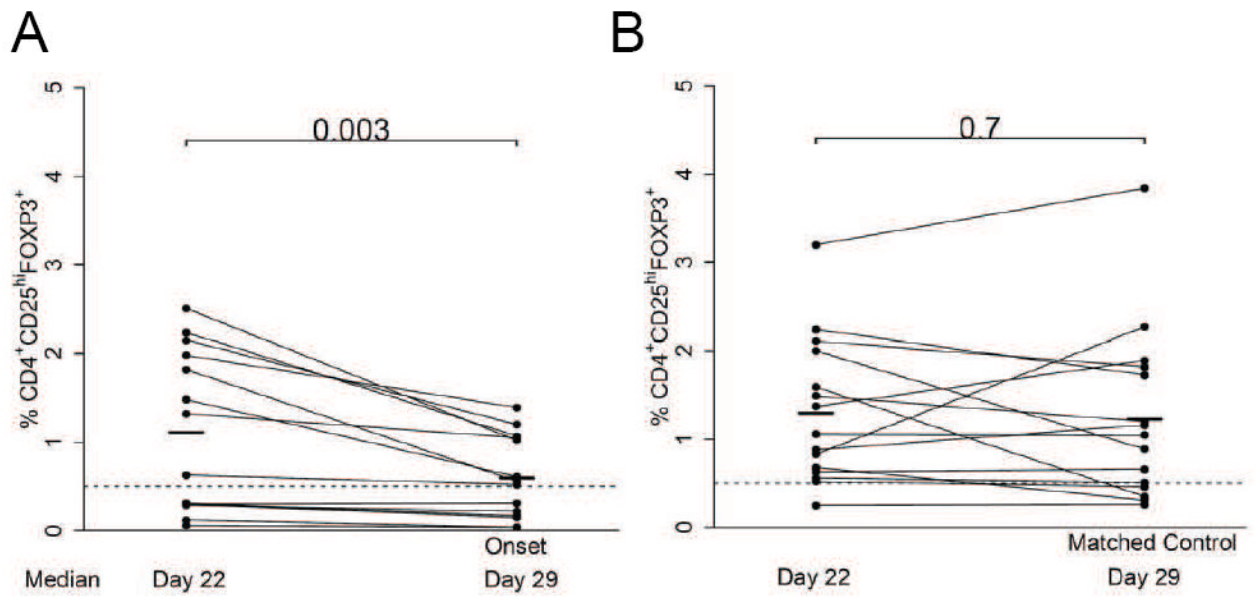 A
% CD4+CD25hiFOXP3+
5
4
3
2
1
0
0.003
Onset
Median Day 22 Day 29
B
% CD4+CD25hiFOXP3+
5
4
3
2
1
0
0.7
Matched Control
Day 22 Day 29